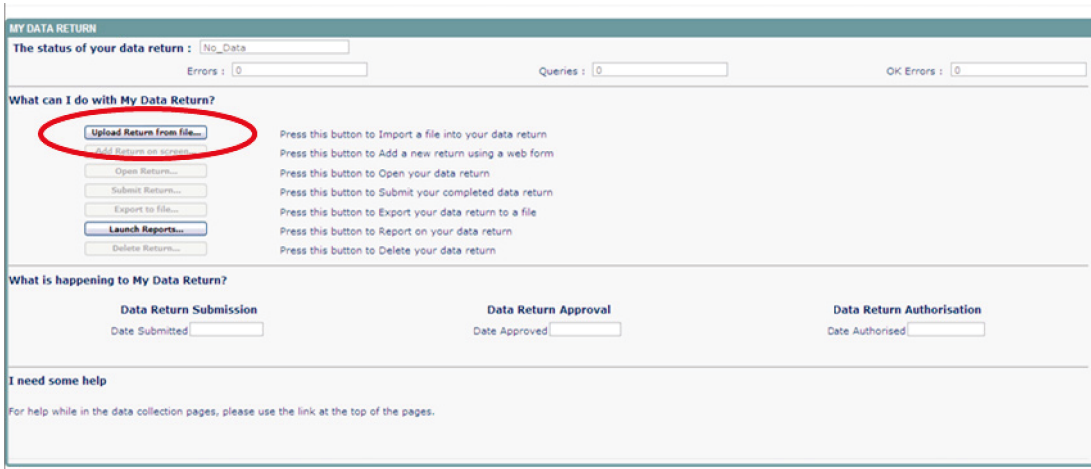 MY DATA RETURN
The status of your data return : No_Data
Errors : 0 Queries : 0 OK Errors : 0
What can I do with My Data Return?
Upload Return from file... Press this button to Import a file into your data return
Add Return on screen... Press this button to Add a new return using a web form
Open Return... Press this button to Open your data return
Submit Return... Press this button to Submit your completed data return
Export to file... Press this button to Export your data return to a file
Launch Reports... Press this button to Report on your data return
Delete Return... Press this button to Delete your data return
What is happening to My Data Return?
Data Return Submission Data Return Approval Data Return Authorisation
Date Submitted Date Approved Date Authorised
I need some help
For help while in the data collection pages, please use the link at the top of the pages.